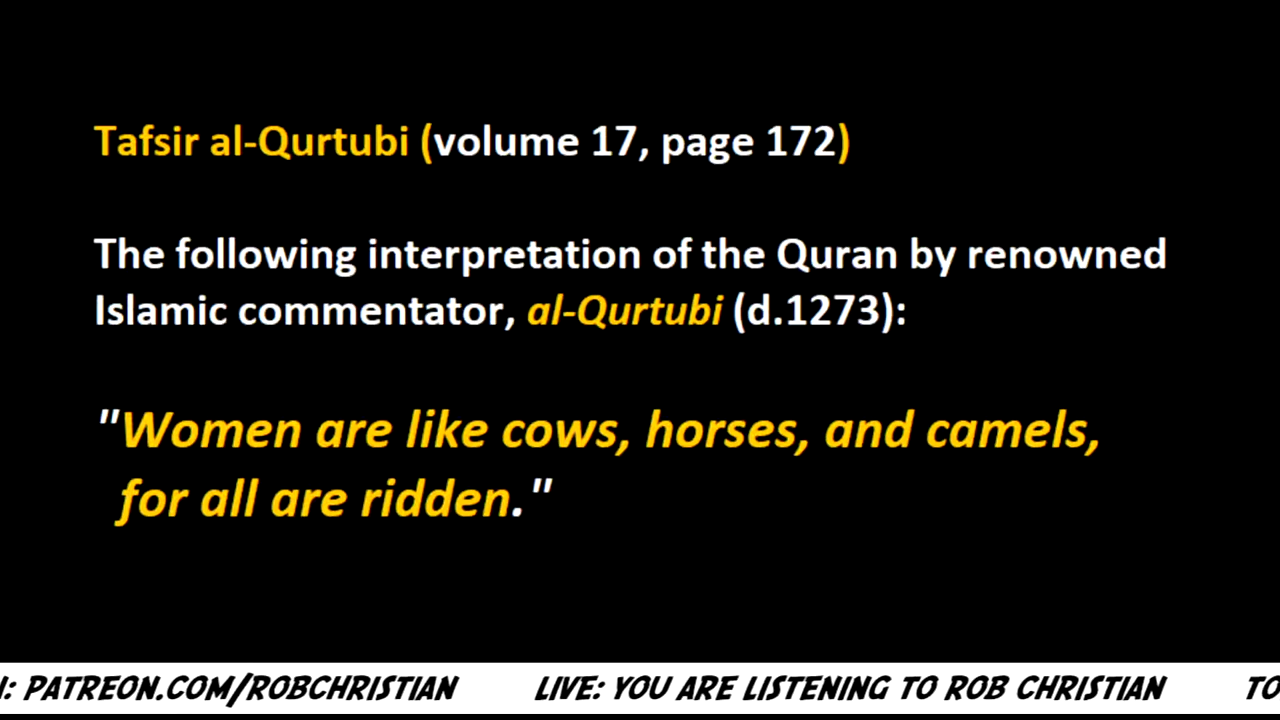 Tafsir al-Qurtubi (volume 17, page 172)
The following interpretation of the Quran by renowned
Islamic commentator, al-Qurtubi (d.1273):
"Women are like cows, horses, and camels,
for all are ridden."
: PATREON.COM/ROBCHRISTIAN LIVE: YOU ARE LISTENING TO ROB CHRISTIAN TO